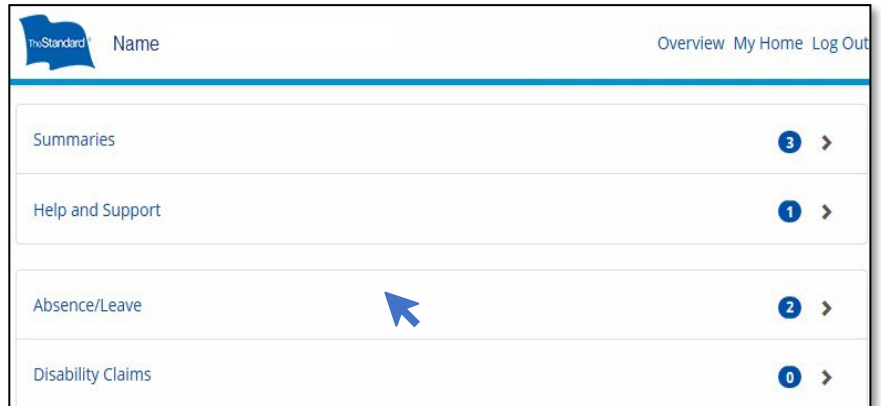 TheStandard® Name Overview My Home Log Out
Summaries 3
Help and Support 1
Absence/Leave 2
Disability Claims 0